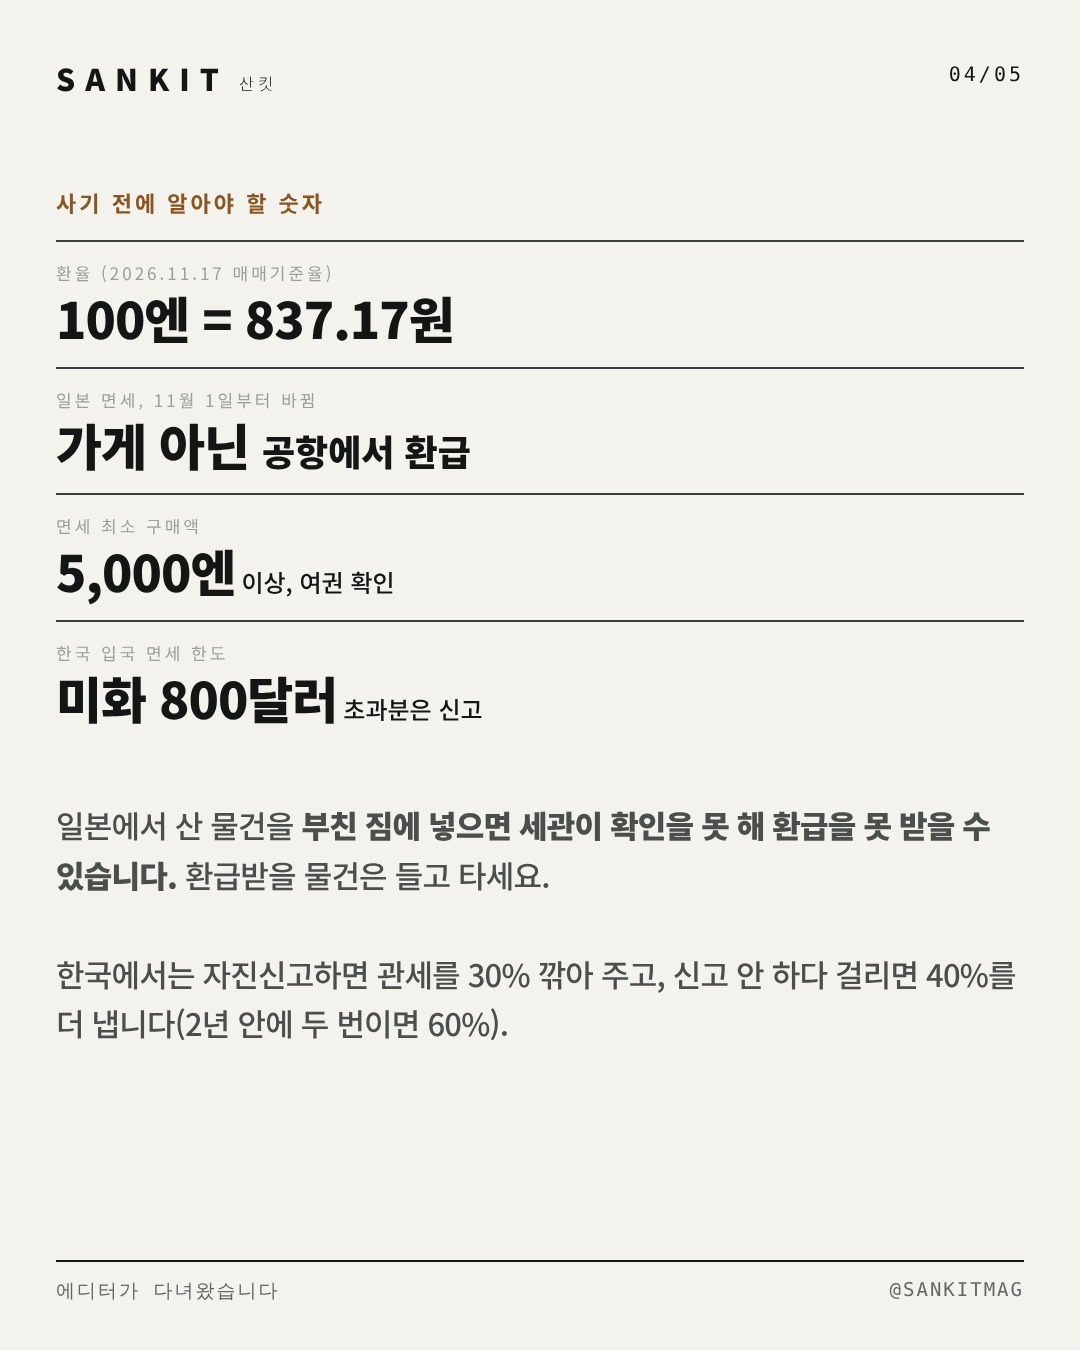 SANKIT 산킷
04/05
사기 전에 알아야 할 숫자
환율 (2026.11.17 매매기준율)
100엔 = 837.17원
일본 면세, 11월 1일부터 바뀜
가게 아닌 공항에서 환급
면세 최소 구매액
5,000엔 이상, 여권 확인
한국 입국 면세 한도
미화 800달러 초과분은 신고
일본에서 산 물건을 부친 짐에 넣으면 세관이 확인을 못 해 환급을 못 받을 수
있습니다. 환급받을 물건은 들고 타세요.
한국에서는 자진신고하면 관세를 30% 깎아 주고, 신고 안 하다 걸리면 40%를
더 냅니다(2년 안에 두 번이면 60%).
에디터가 다녀왔습니다
@SANKITMAG